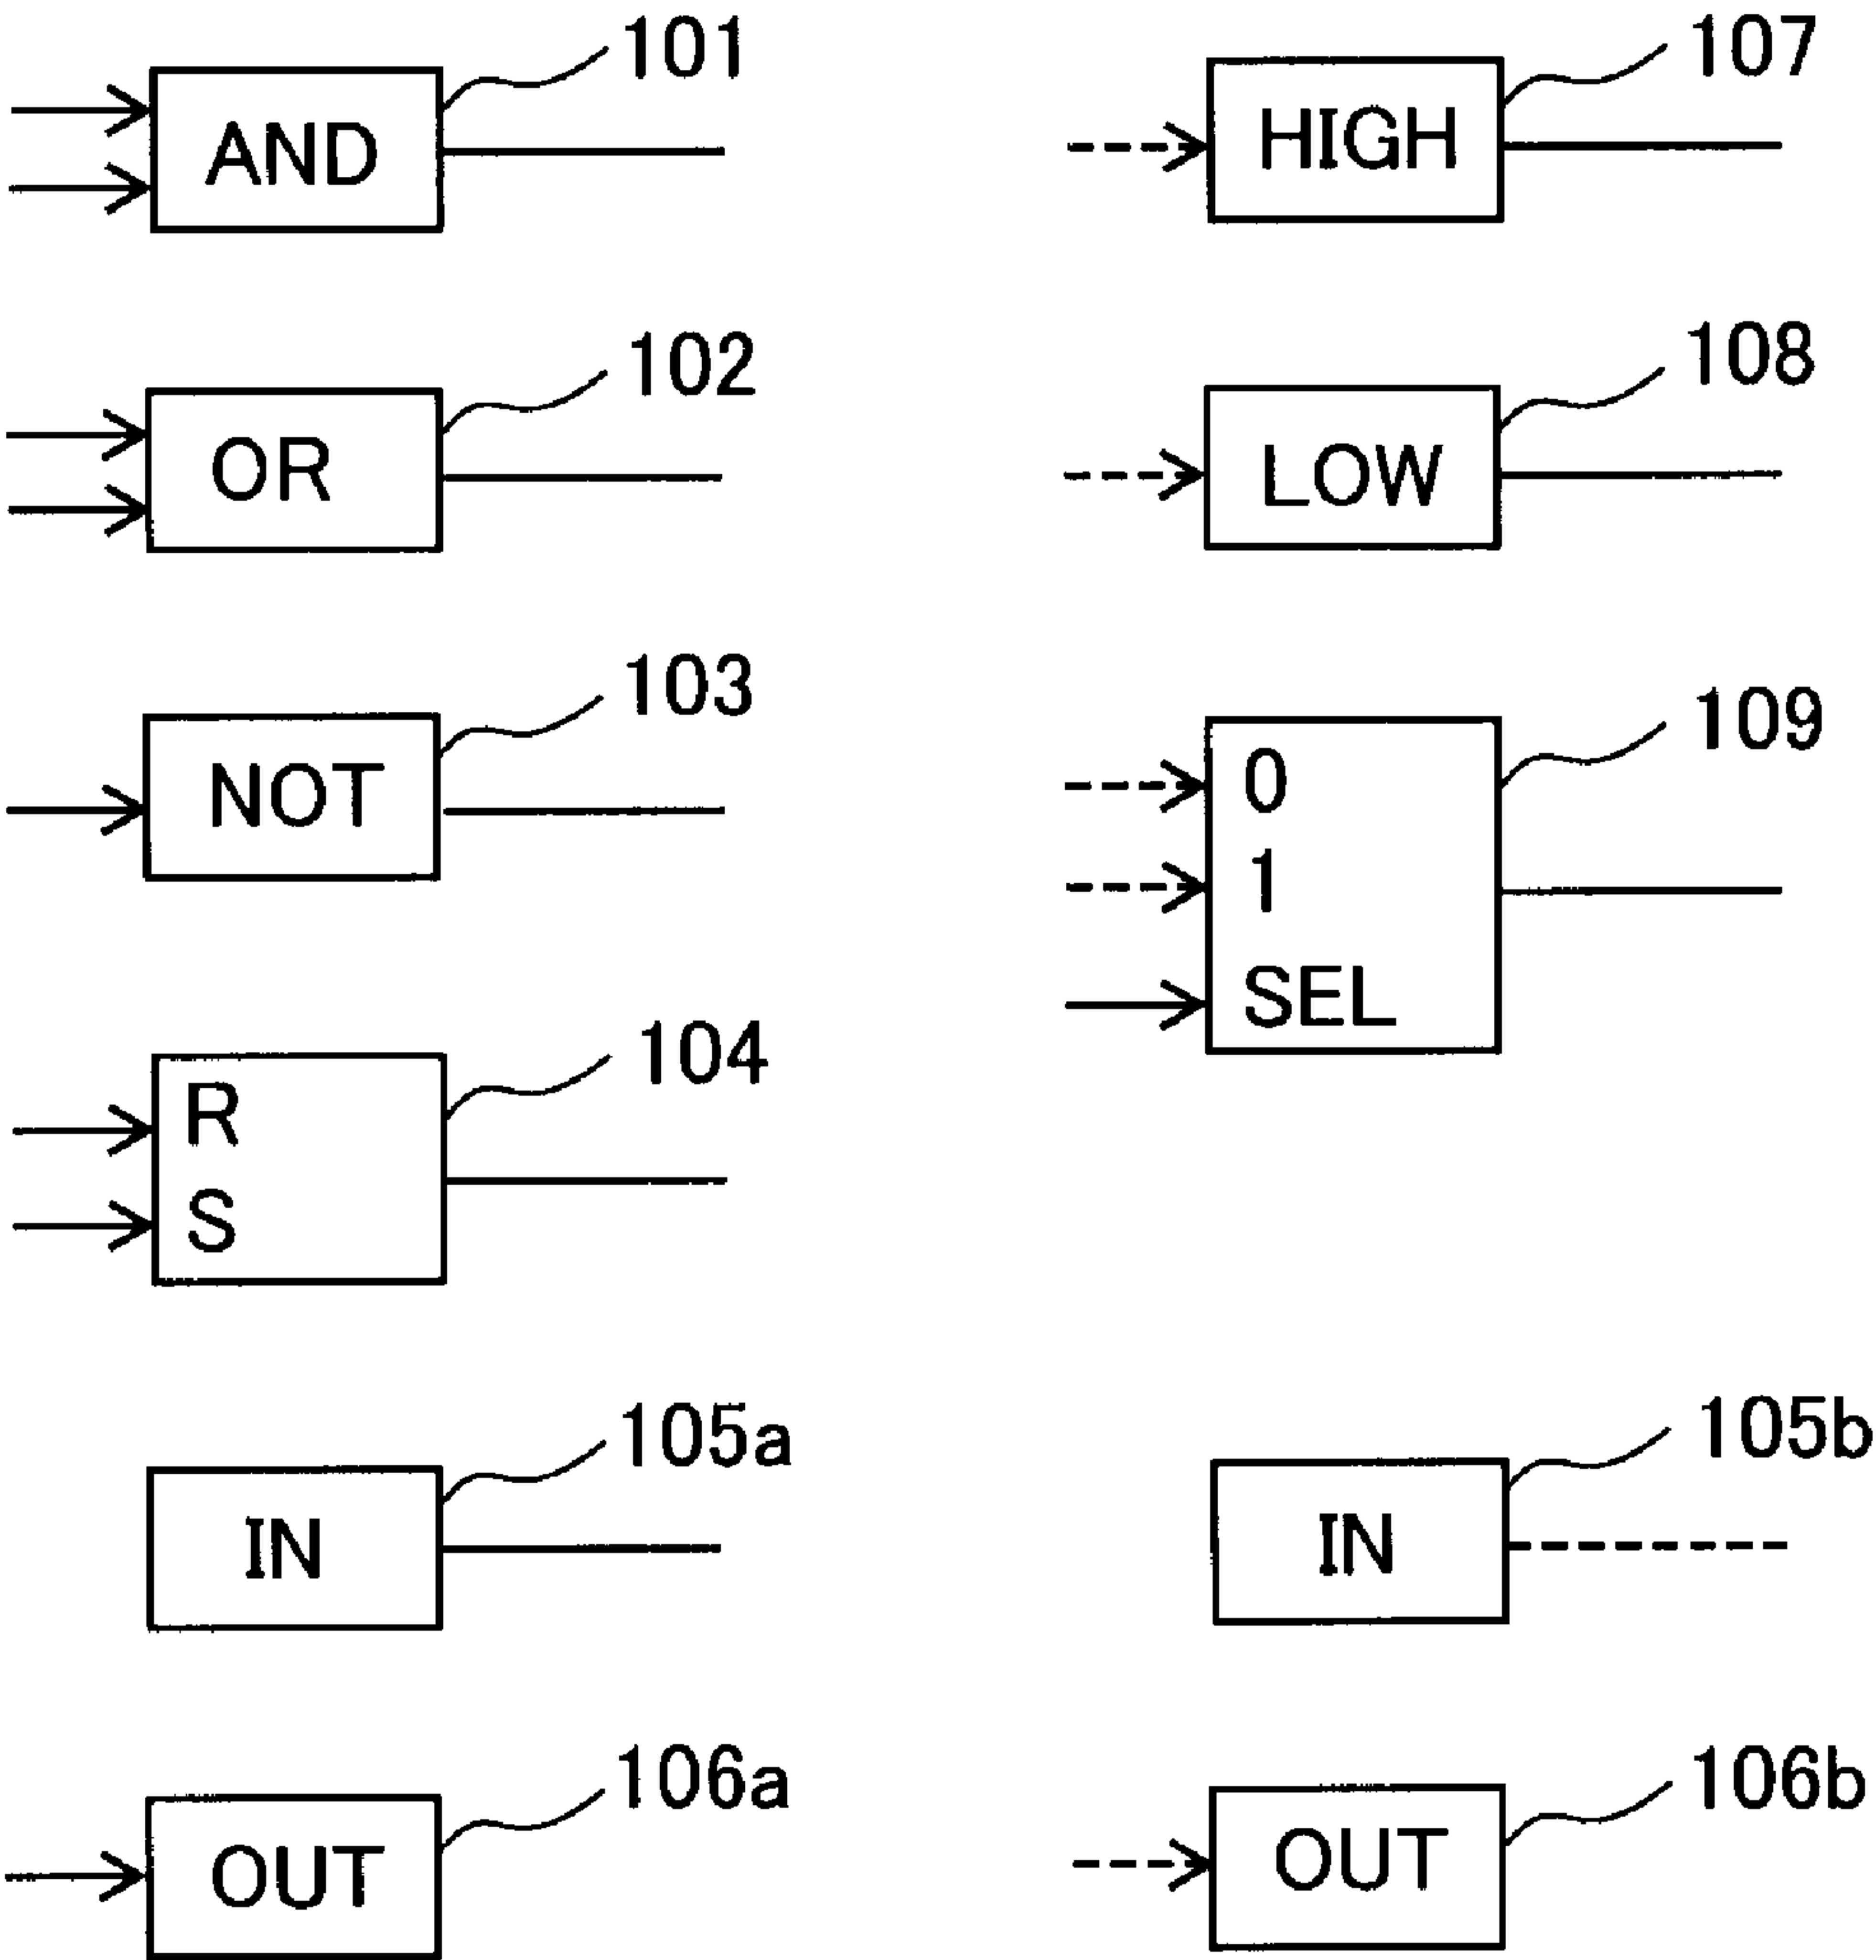 101
AND
102
OR
103
NOT
104
R
S
105a
IN
106a
OUT
107
HIGH
108
LOW
109
0
1
SEL
105b
IN
106b
OUT